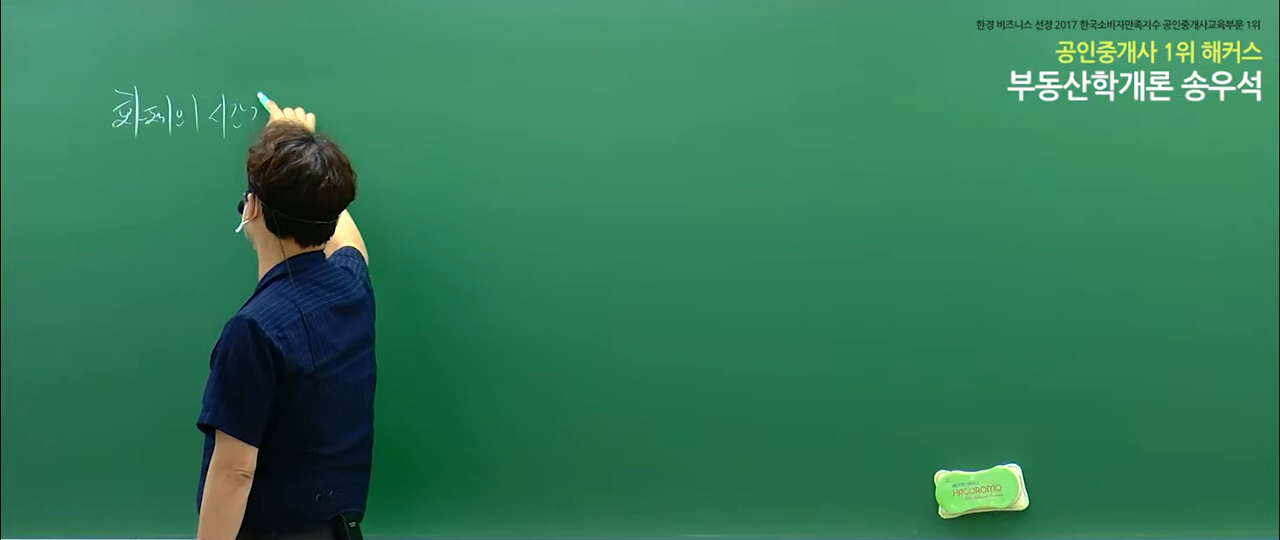 한경 비즈니스 선정 2017 한국소비자만족지수 공인중개사교육부문 1위
공인중개사 1위 해커스
부동산학개론 송우석
화폐의 시간
HAGOROMO